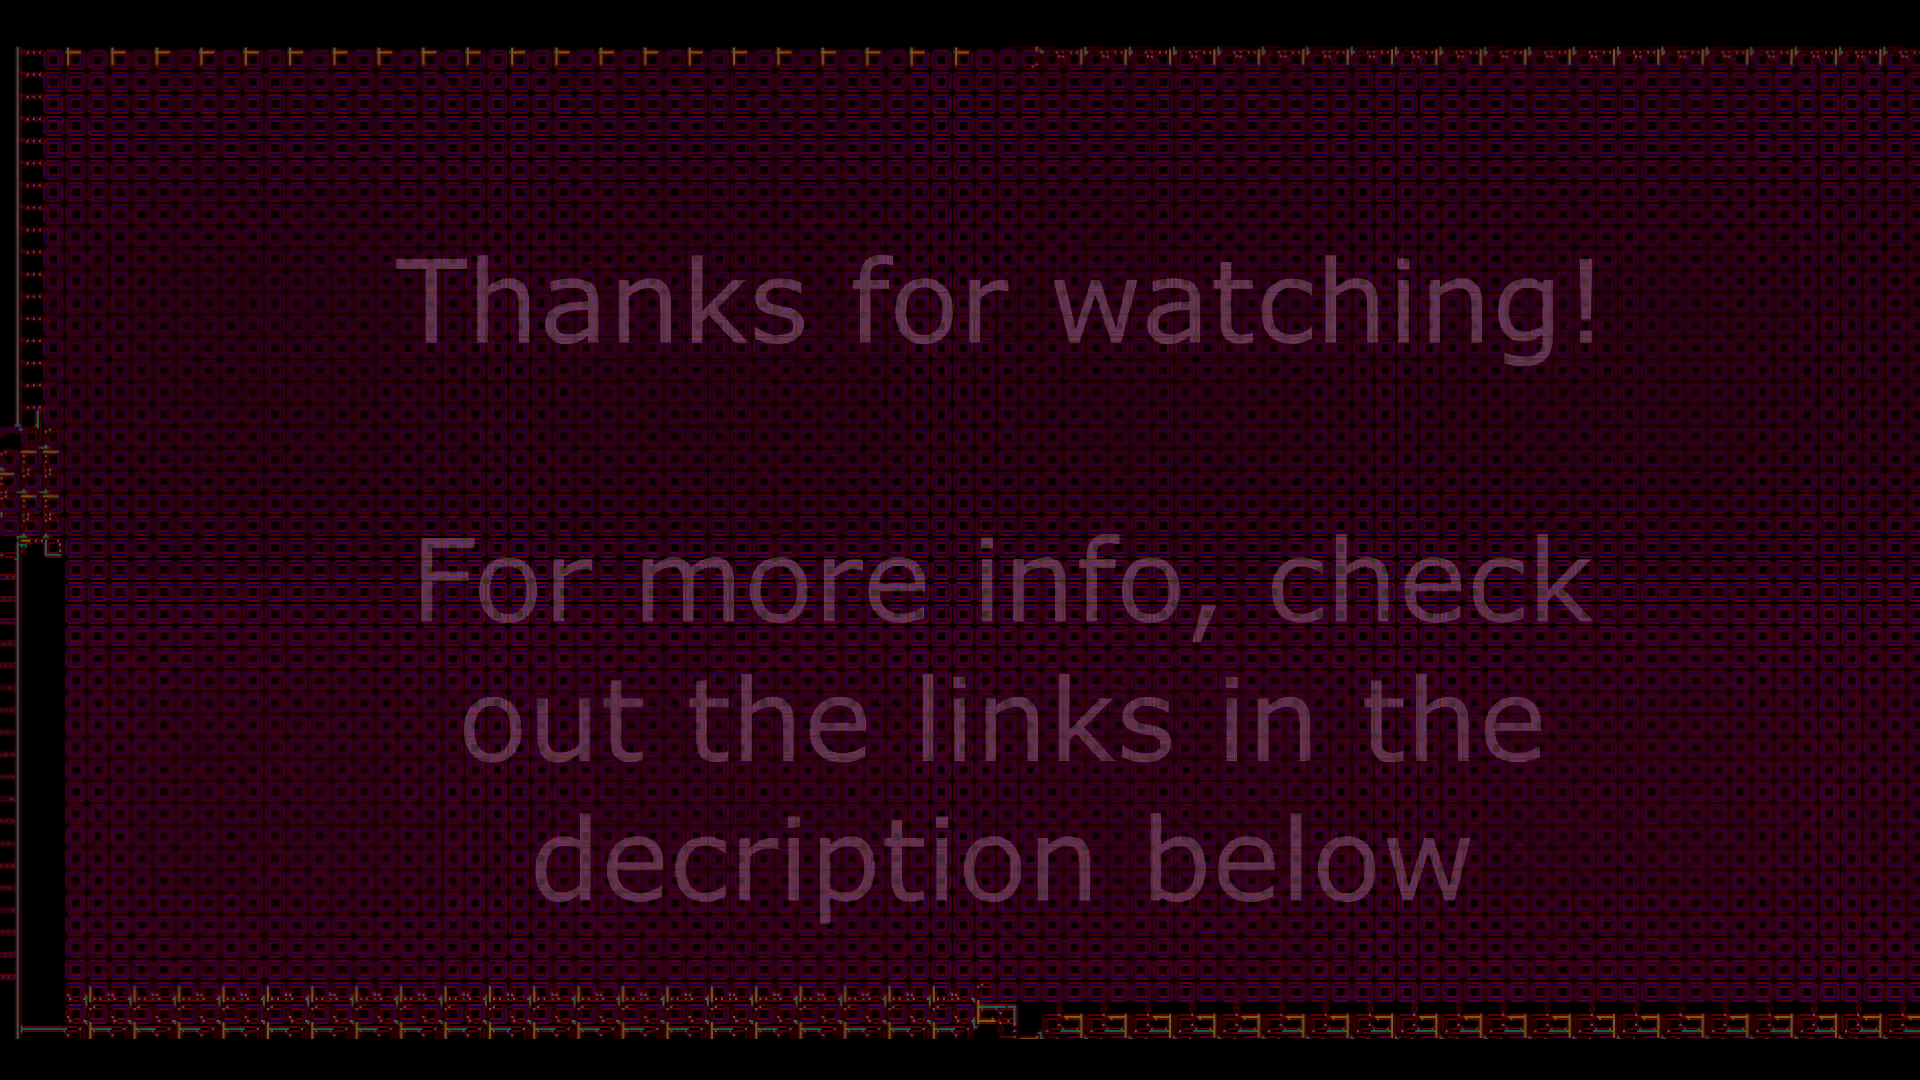 Thanks for watching!
For more info, check
out the links in the
decription below